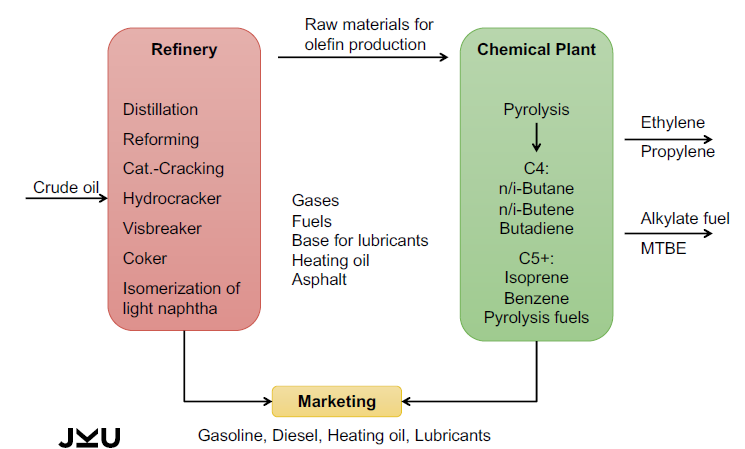 Raw materials for
olefin production
Refinery
Distillation
Reforming
Cat.-Cracking
Hydrocracker
Visbreaker
Coker
Isomerization of
light naphtha
Crude oil
Gases
Fuels
Base for lubricants
Heating oil
Asphalt
Chemical Plant
Pyrolysis
C4:
n/i-Butane
n/i-Butene
Butadiene
C5+:
Isoprene
Benzene
Pyrolysis fuels
Ethylene
Propylene
Alkylate fuel
MTBE
Marketing
Gasoline, Diesel, Heating oil, Lubricants
JKU